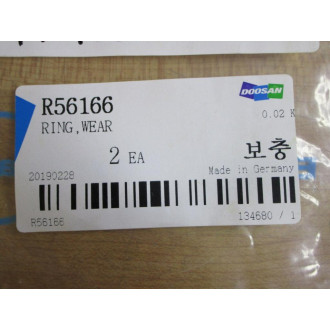 R56166
DOOSAN
RING,WEAR
0.02 K
2 EA
보충
20190228
Made in Germany
R56166
134680 / 1